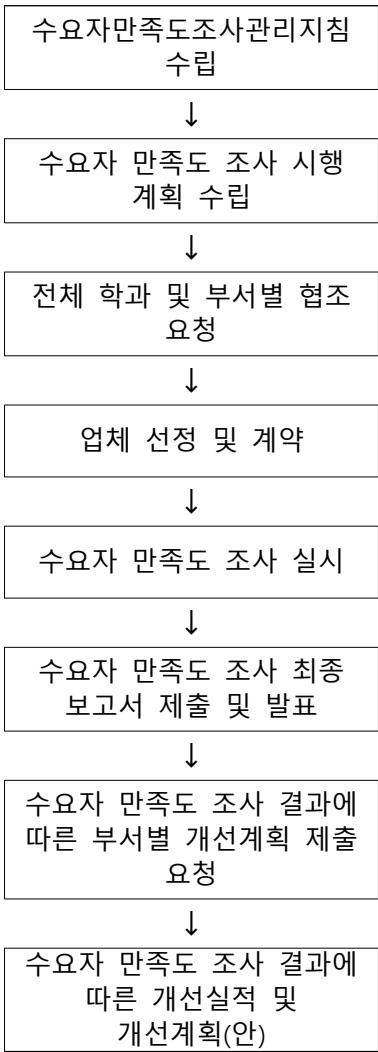 수요자만족도조사관리지침
수립
↓
수요자 만족도 조사 시행
계획 수립
↓
전체 학과 및 부서별 협조
요청
↓
업체 선정 및 계약
↓
수요자 만족도 조사 실시
↓
수요자 만족도 조사 최종
보고서 제출 및 발표
↓
수요자 만족도 조사 결과에
따른 부서별 개선계획 제출
요청
↓
수요자 만족도 조사 결과에
따른 개선실적 및
개선계획(안)